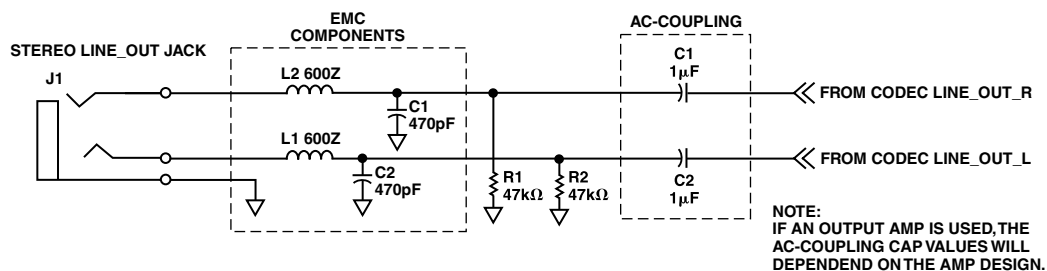 EMC
COMPONENTS
AC-COUPLING
STEREO LINE_OUT JACK
J1
L2 600Z
C1
1μF
FROM CODEC LINE_OUT_R
C1
470pF
L1 600Z
FROM CODEC LINE_OUT_L
C2
470pF
R1
47kΩ
R2
47kΩ
C2
1μF
NOTE:
IF AN OUTPUT AMP IS USED, THE
AC-COUPLING CAP VALUES WILL
DEPENDEND ON THE AMP DESIGN.